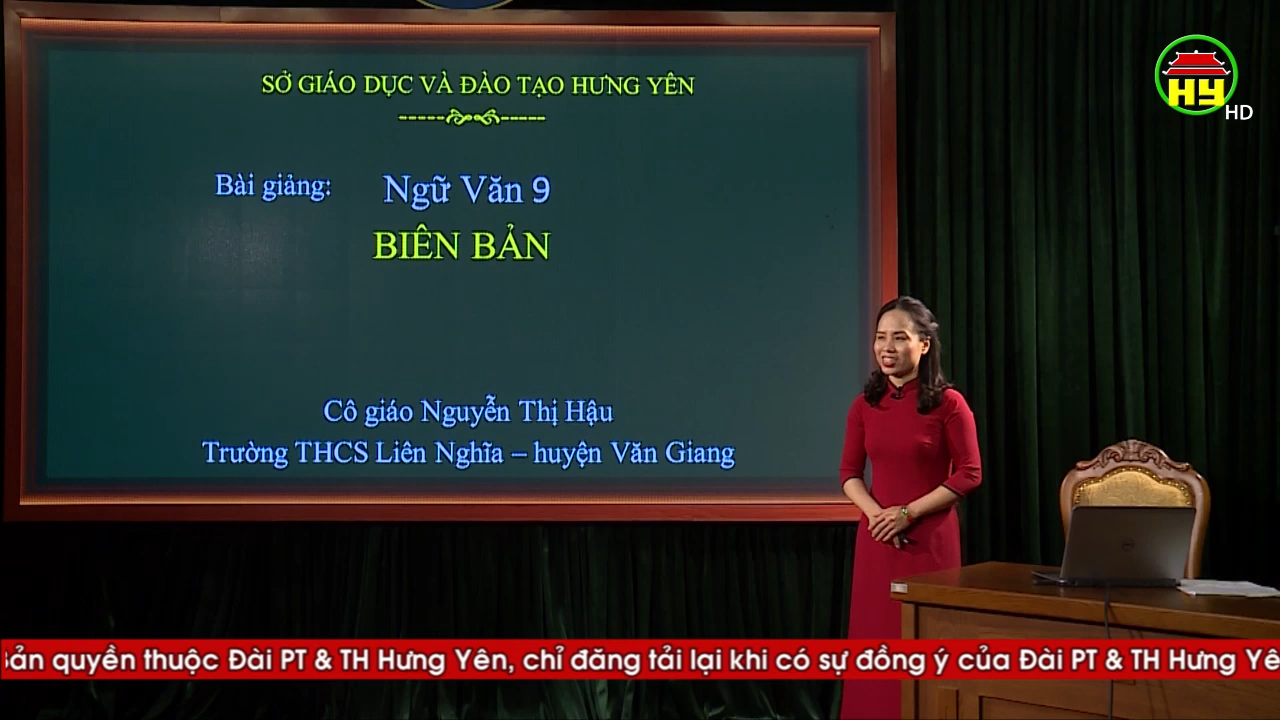 SỞ GIÁO DỤC VÀ ĐÀO TẠO HƯNG YÊN
Bài giảng: Ngữ Văn 9
BIÊN BẢN
Cô giáo Nguyễn Thị Hậu
Trường THCS Liên Nghĩa – huyện Văn Giang
HY
HD
Bản quyền thuộc Đài PT & TH Hưng Yên, chỉ đăng tải lại khi có sự đồng ý của Đài PT & TH Hưng Yê